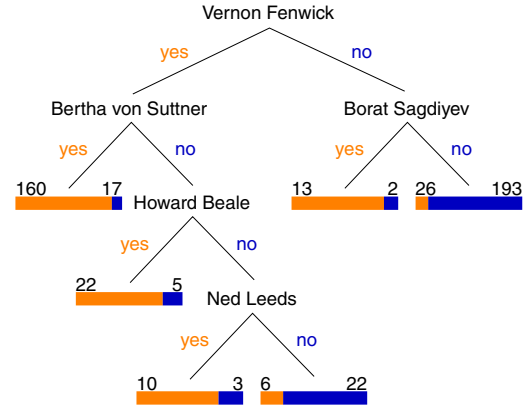 Vernon Fenwick
yes no
Bertha von Suttner Borat Sagdiyev
yes no yes no
160 17 Howard Beale 13 2 26 193
yes no
22 5 Ned Leeds
yes no
10 3 6 22